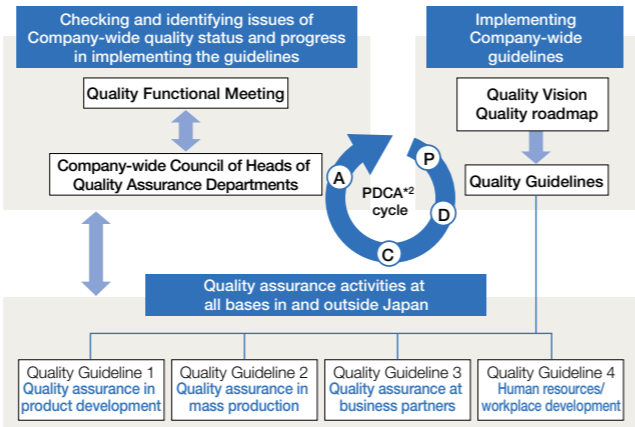 Checking and identifying issues of
Company-wide quality status and progress
in implementing the guidelines
Implementing
Company-wide
guidelines
Quality Functional Meeting
Quality Vision
Quality roadmap
Company-wide Council of Heads of
Quality Assurance Departments
Quality Guidelines
P
D
C
A
PDCA*2
cycle
Quality assurance activities at
all bases in and outside Japan
Quality Guideline 1
Quality assurance in
product development
Quality Guideline 2
Quality assurance in
mass production
Quality Guideline 3
Quality assurance at
business partners
Quality Guideline 4
Human resources/
workplace development